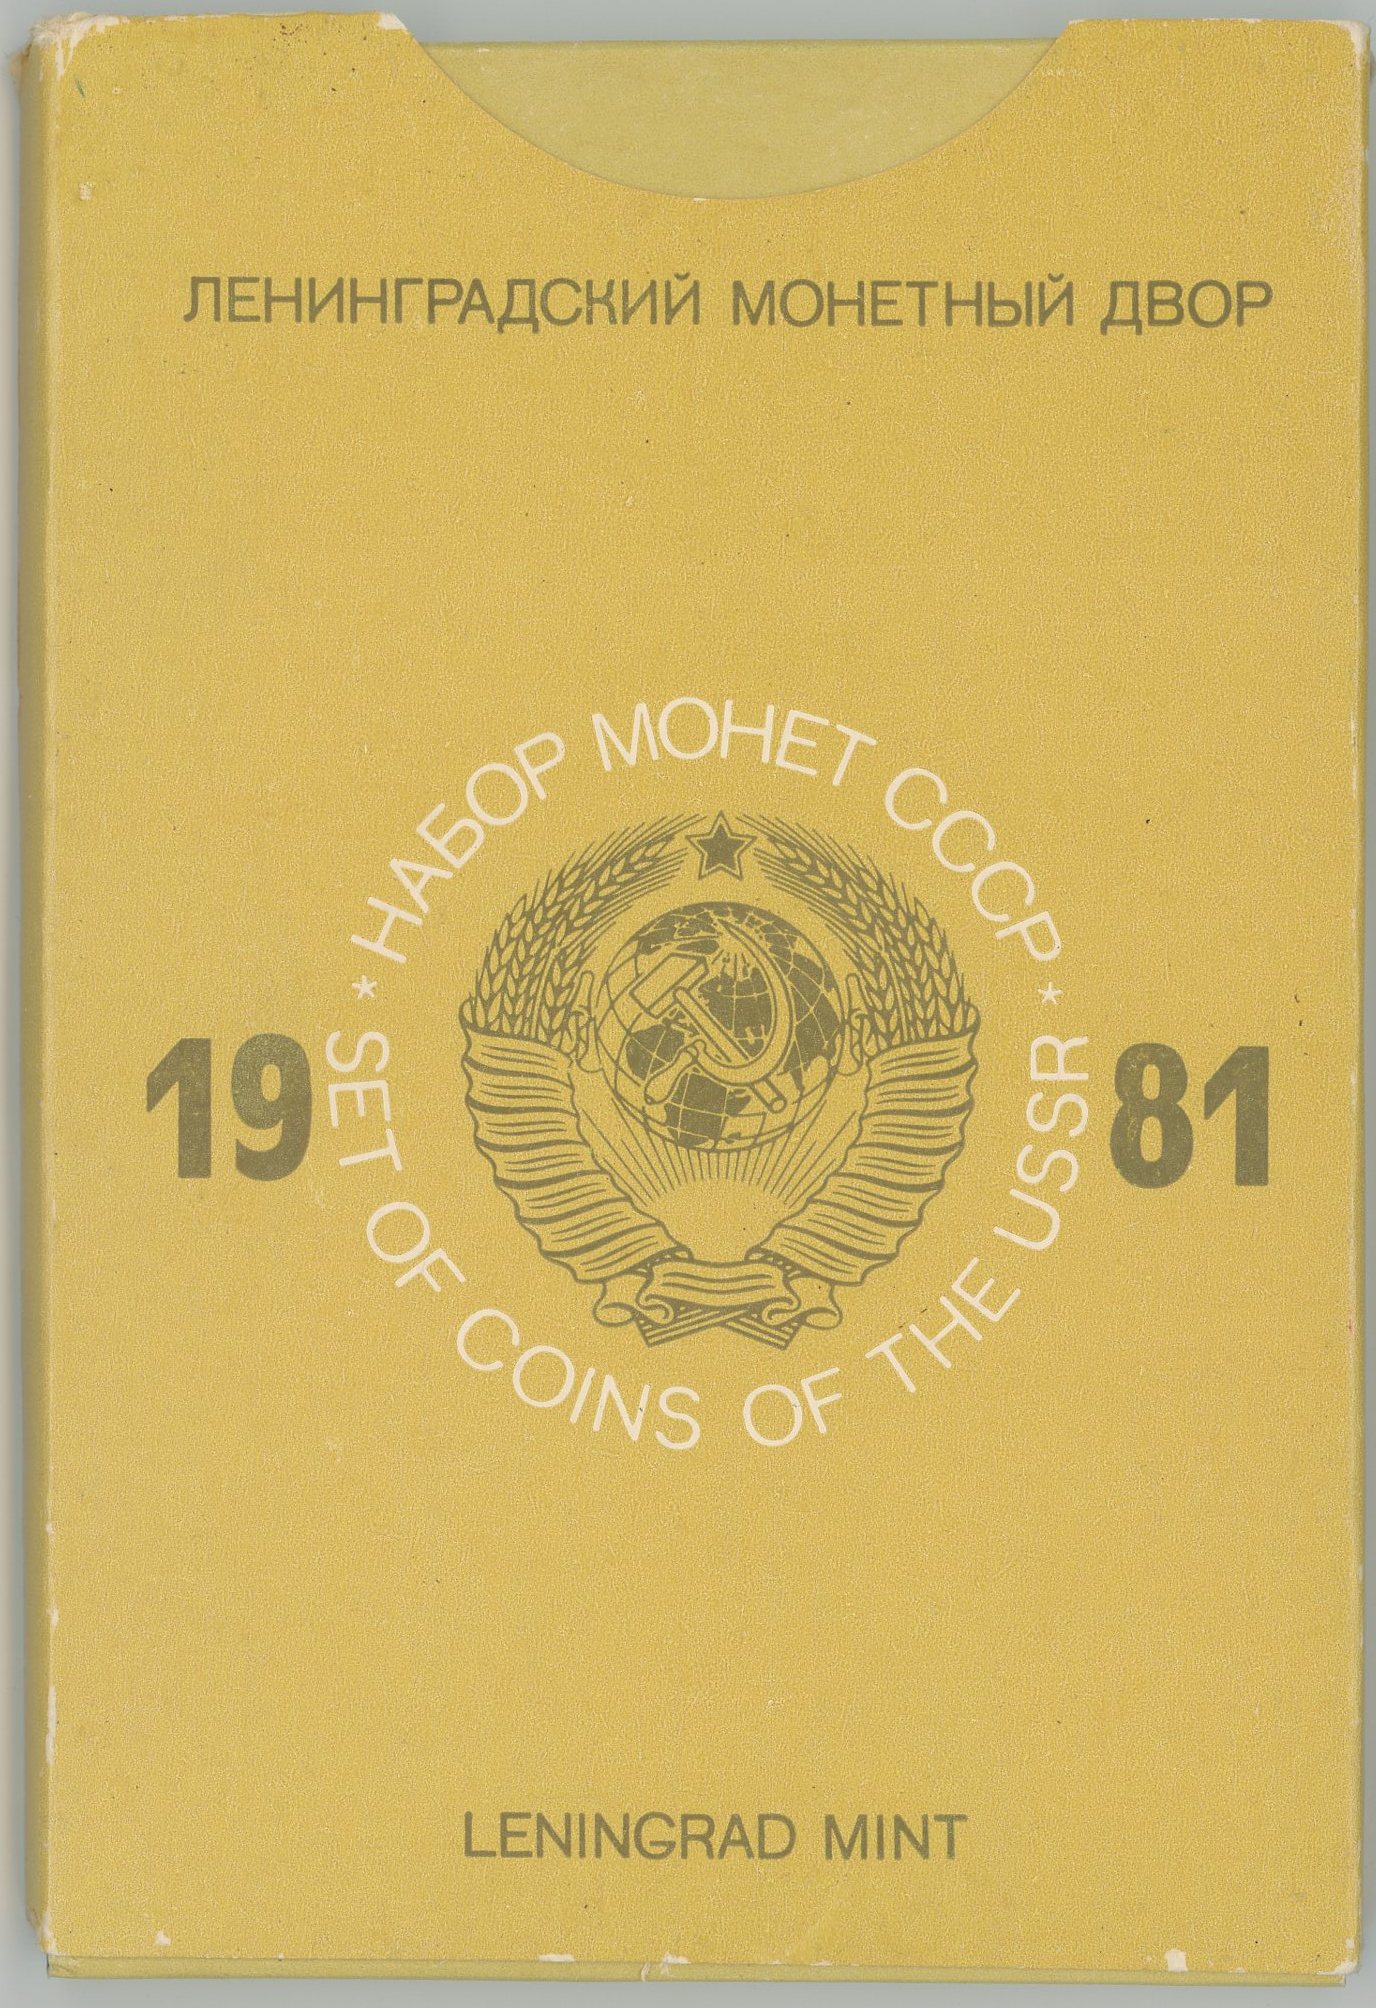 ЛЕНИНГРАДСКИЙ МОНЕТНЫЙ ДВОР
* НАБОР МОНЕТ СССР *
19 81
SET OF COINS OF THE USSR
LENINGRAD MINT